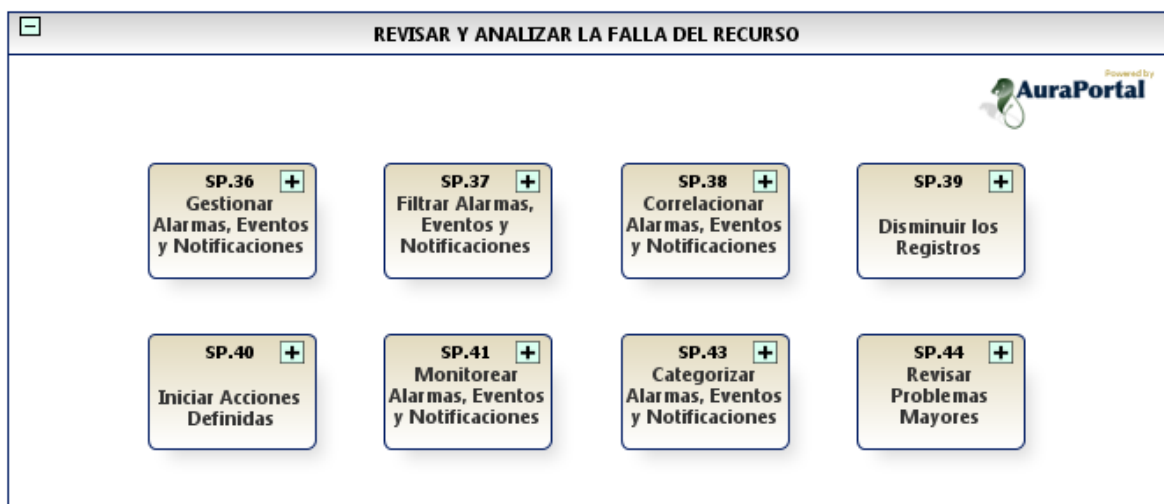 REVISAR Y ANALIZAR LA FALLA DEL RECURSO
Powered by
AuraPortal
SP.36
Gestionar
Alarmas, Eventos
y Notificaciones
SP.37
Filtrar Alarmas,
Eventos y
Notificaciones
SP.38
Correlacionar
Alarmas, Eventos
y Notificaciones
SP.39
Disminuir los
Registros
SP.40
Iniciar Acciones
Definidas
SP.41
Monitorear
Alarmas, Eventos
y Notificaciones
SP.43
Categorizar
Alarmas, Eventos
y Notificaciones
SP.44
Revisar
Problemas
Mayores